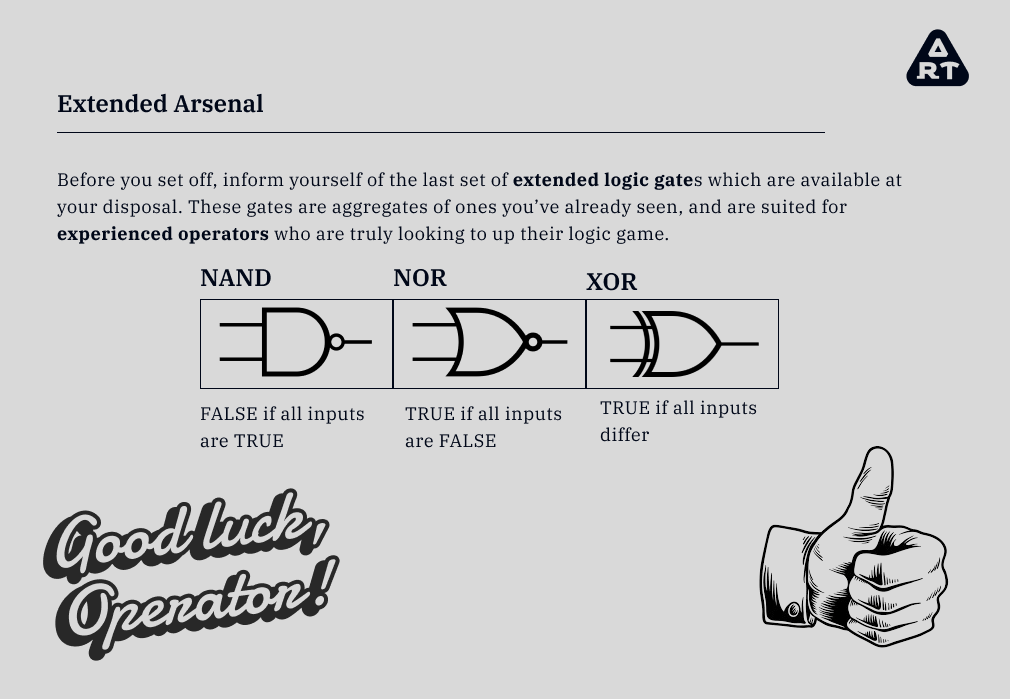 ART
Extended Arsenal
Before you set off, inform yourself of the last set of extended logic gates which are available at
your disposal. These gates are aggregates of ones you’ve already seen, and are suited for
experienced operators who are truly looking to up their logic game.
NAND
NOR
XOR
FALSE if all inputs
are TRUE
TRUE if all inputs
are FALSE
TRUE if all inputs
differ
Good luck,
Operator!